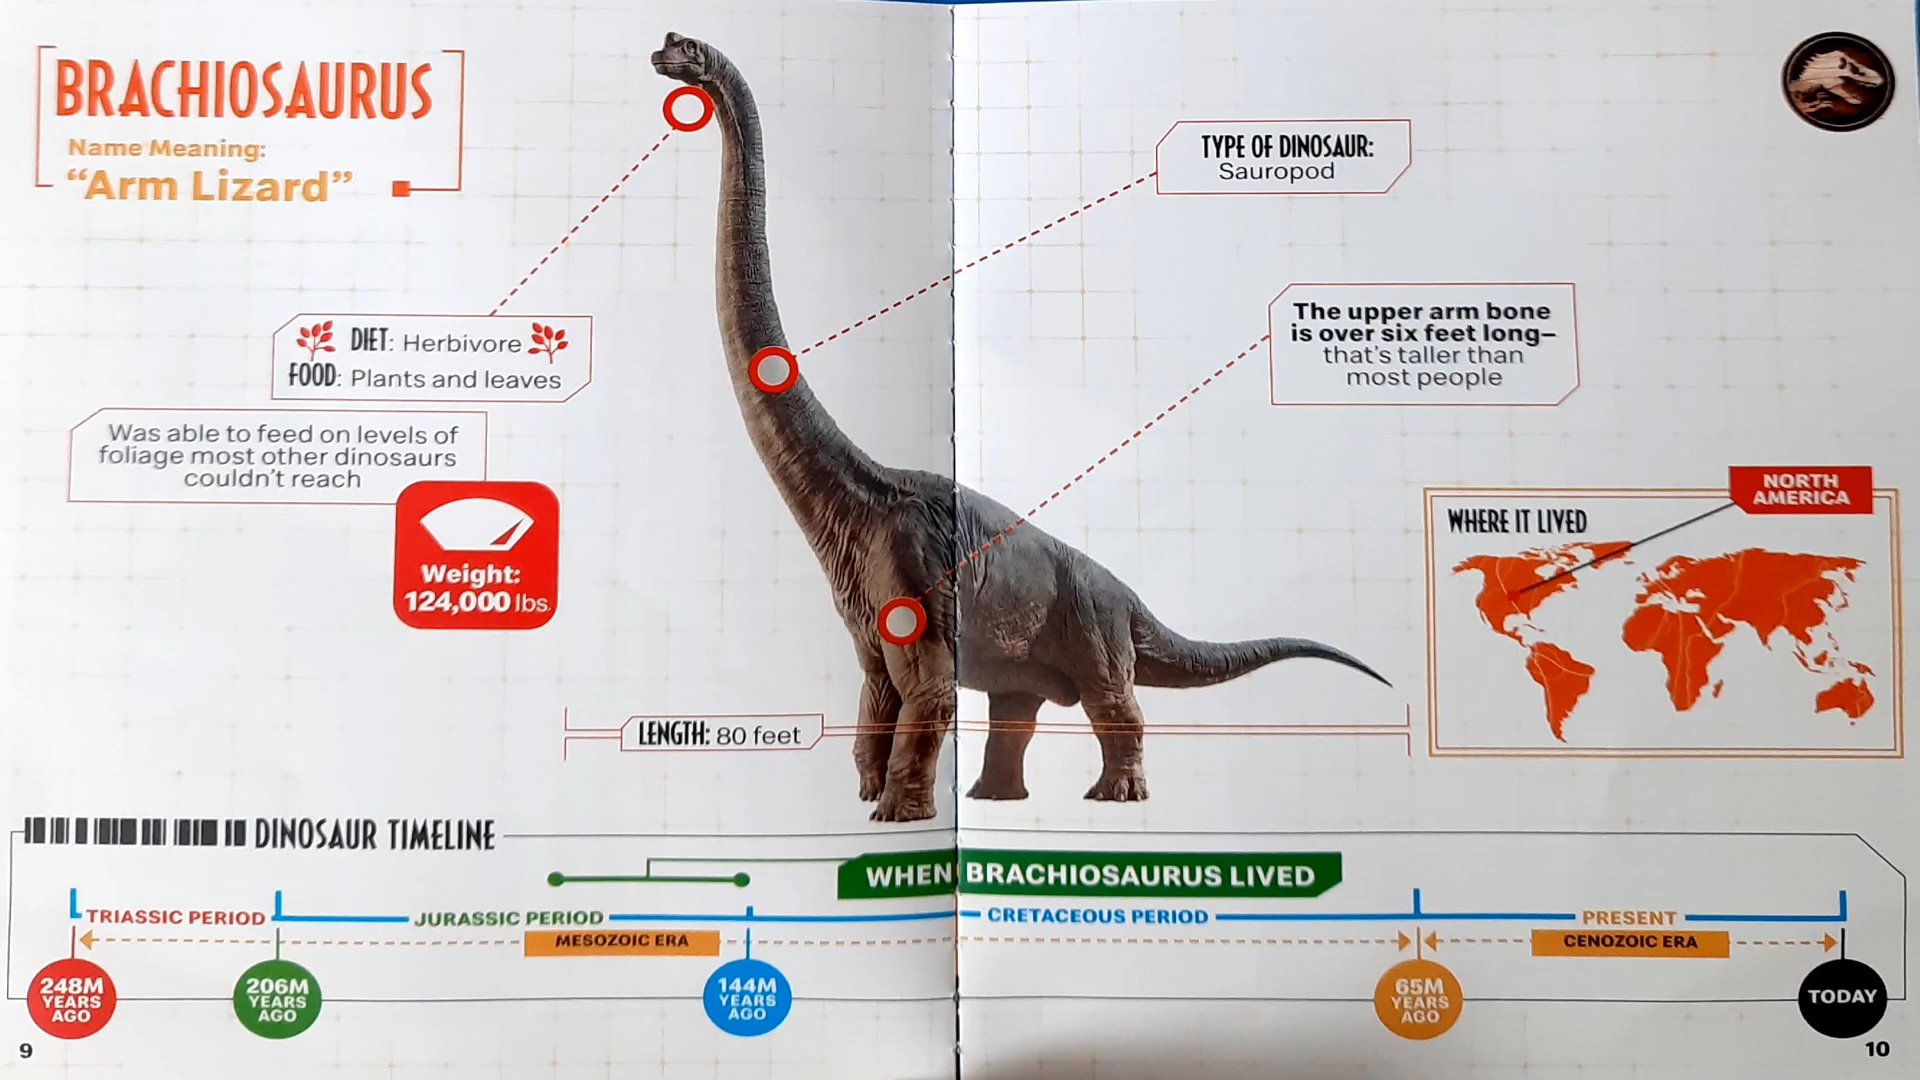 BRACHIOSAURUS
Name Meaning:
“Arm Lizard”
TYPE OF DINOSAUR:
Sauropod
The upper arm bone
is over six feet long–
that's taller than
most people
DIET: Herbivore
FOOD: Plants and leaves
Was able to feed on levels of
foliage most other dinosaurs
couldn't reach
Weight:
124,000 lbs.
NORTH
AMERICA
WHERE IT LIVED
LENGTH: 80 feet
DINOSAUR TIMELINE
WHEN BRACHIOSAURUS LIVED
TRIASSIC PERIOD
JURASSIC PERIOD
CRETACEOUS PERIOD
PRESENT
MESOZOIC ERA
CENOZOIC ERA
248M
YEARS
AGO
206M
YEARS
AGO
144M
YEARS
AGO
65M
YEARS
AGO
TODAY
9
10